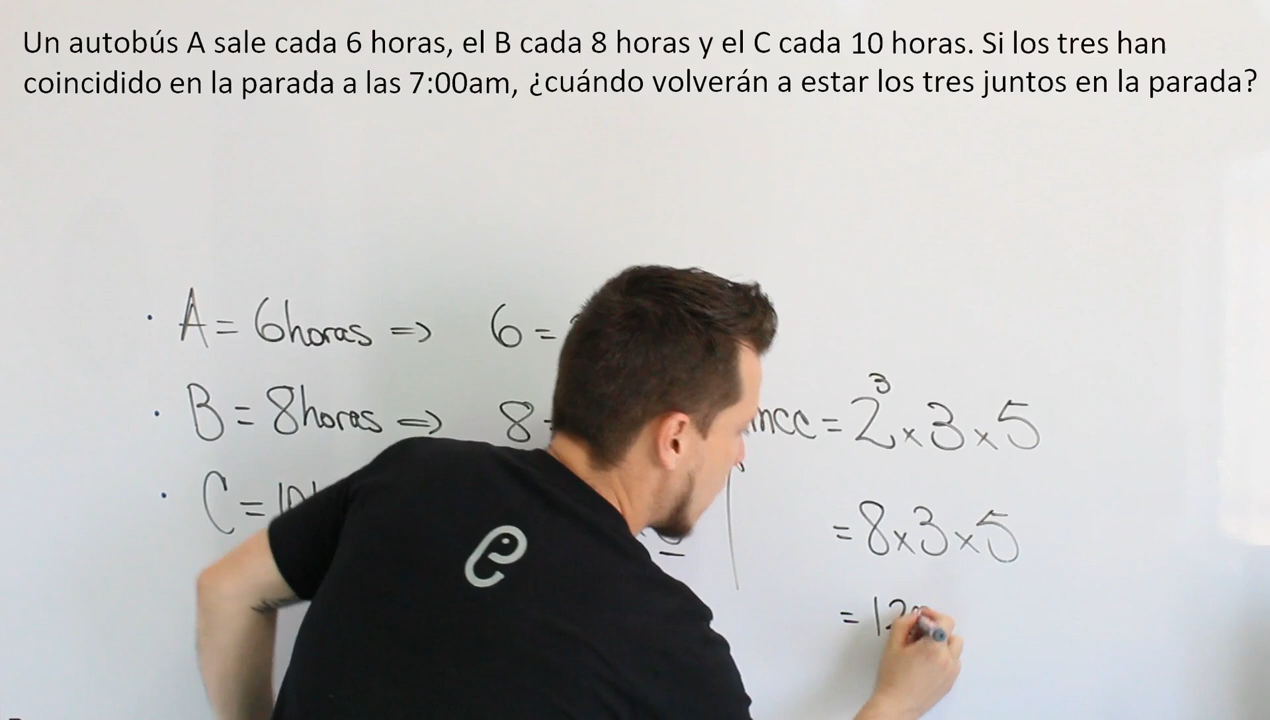 Un autobús A sale cada 6 horas, el B cada 8 horas y el C cada 10 horas. Si los tres han
coincidido en la parada a las 7:00am, ¿cuándo volverán a estar los tres juntos en la parada?
· A = 6horas => 6 =
· B = 8horas => 8 =
mcc = 2³ x 3 x 5
· C = 10
= 8 x 3 x 5
= 12
e